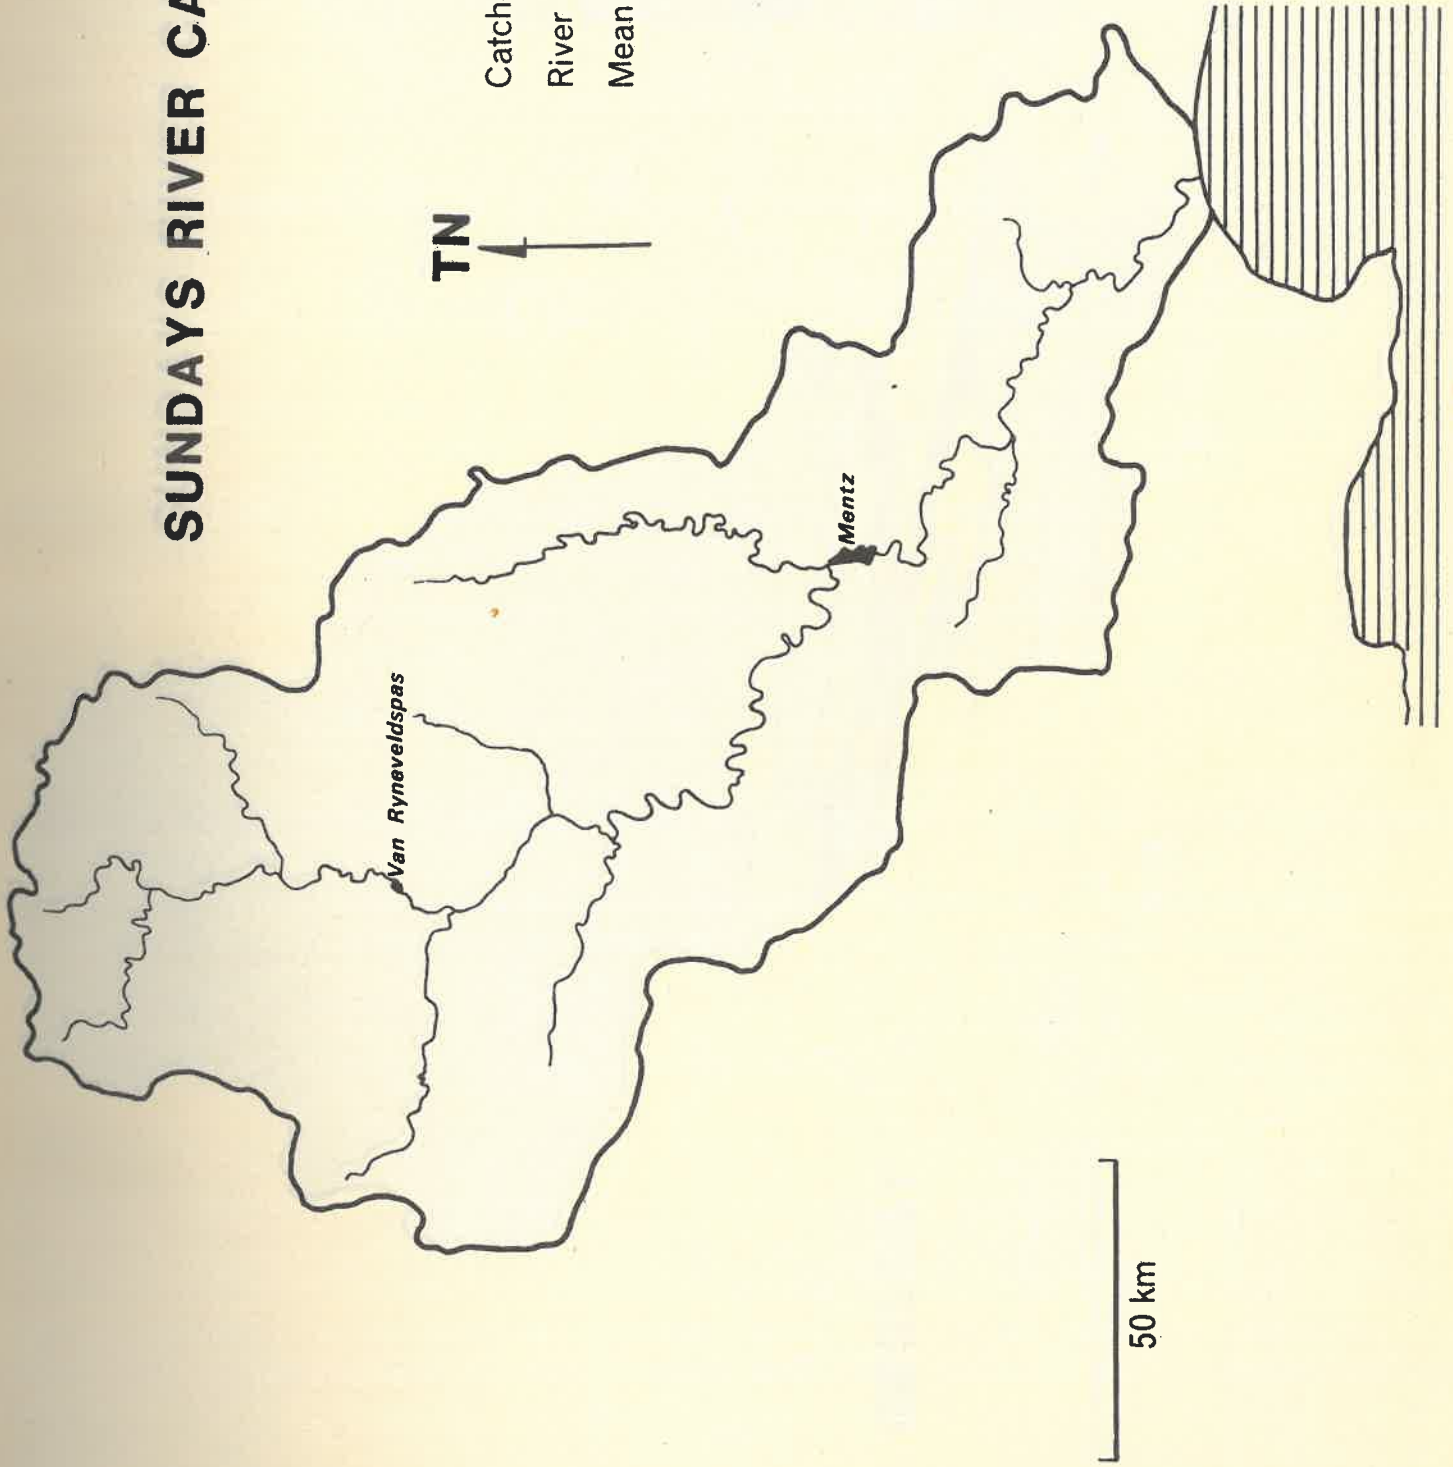 SUNDAYS RIVER CA
TN
Catch
River
Mean
Van Ryneveldspas
Mentz
50 km